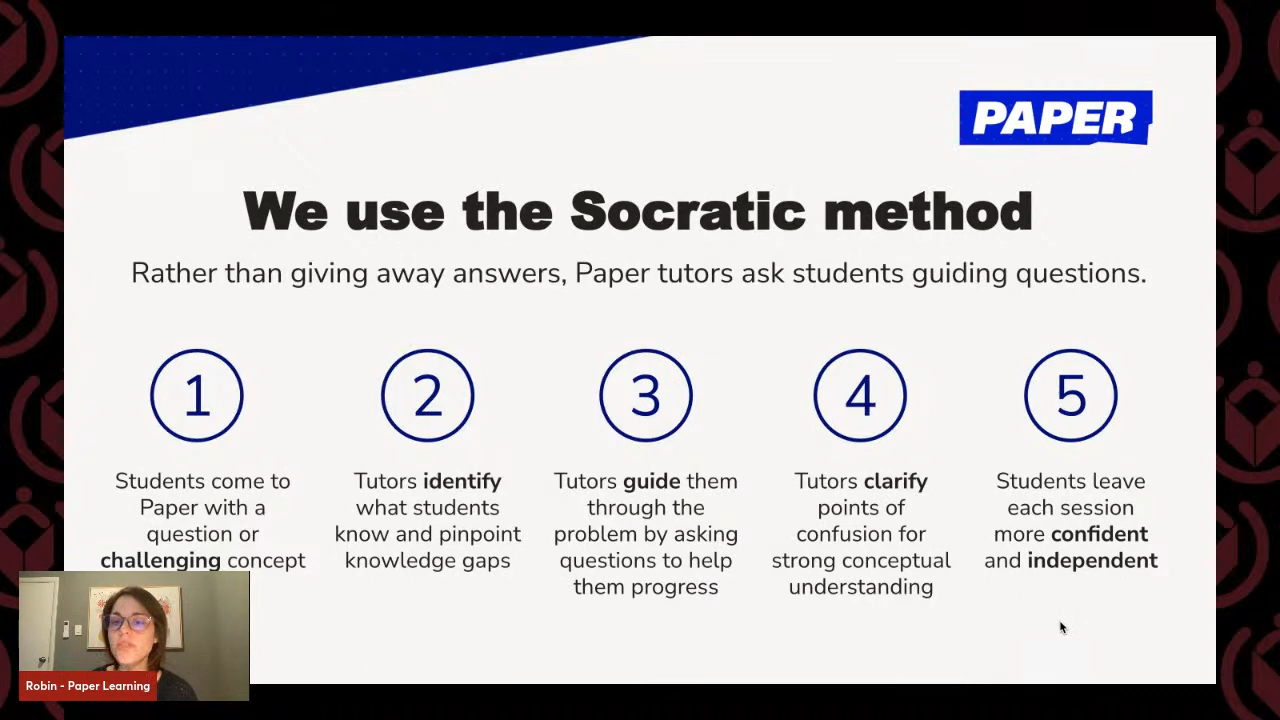 PAPER
We use the Socratic method
Rather than giving away answers, Paper tutors ask students guiding questions.
1
Students come to
Paper with a
question or
challenging concept
2
Tutors identify
what students
know and pinpoint
knowledge gaps
3
Tutors guide them
through the
problem by asking
questions to help
them progress
4
Tutors clarify
points of
confusion for
strong conceptual
understanding
5
Students leave
each session
more confident
and independent
Robin - Paper Learning